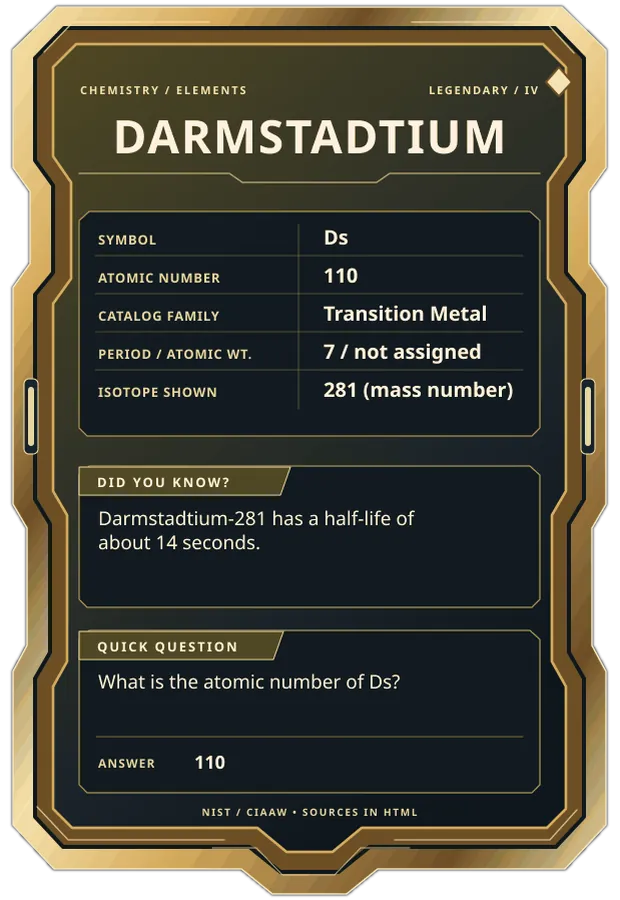 CHEMISTRY / ELEMENTS LEGENDARY / IV
DARMSTADTIUM
SYMBOL Ds
ATOMIC NUMBER 110
CATALOG FAMILY Transition Metal
PERIOD / ATOMIC WT. 7 / not assigned
ISOTOPE SHOWN 281 (mass number)
DID YOU KNOW?
Darmstadtium-281 has a half-life of
about 14 seconds.
QUICK QUESTION
What is the atomic number of Ds?
ANSWER 110
NIST / CIAAW • SOURCES IN HTML